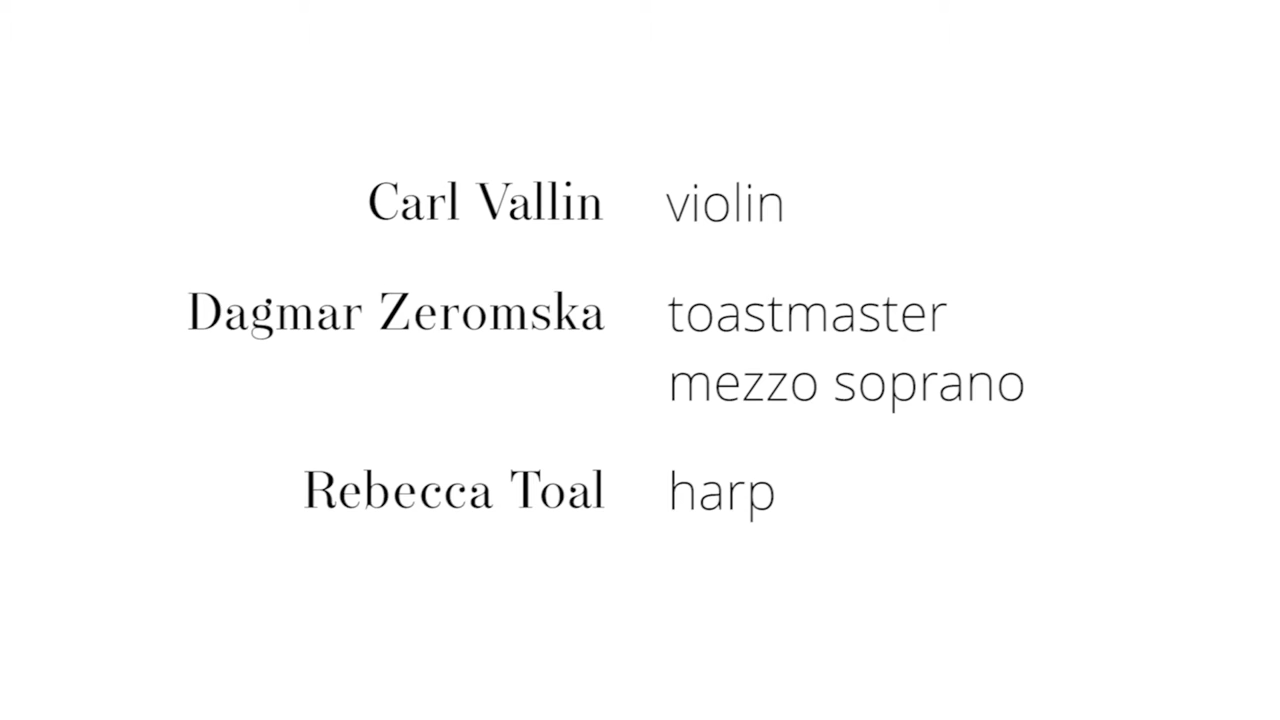 Carl Vallin violin
Dagmar Zeromska toastmaster
mezzo soprano
Rebecca Toal harp